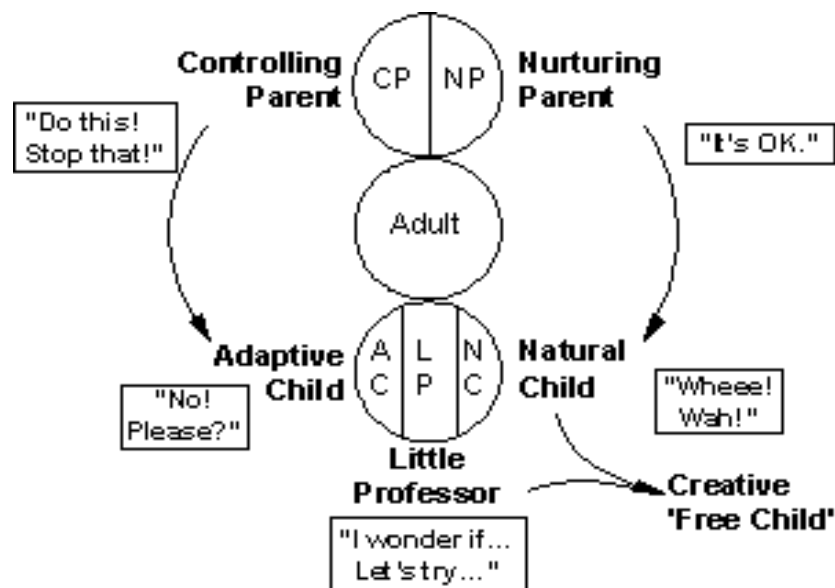 Controlling
Parent
CP
NP
Nurturing
Parent
"Do this!
Stop that!"
"It's OK."
Adult
Adaptive
Child
A
C
L
P
N
C
Natural
Child
"No!
Please?"
"Wheee!
Wah!"
Little
Professor
Creative
'Free Child'
"I wonder if...
Let's try..."